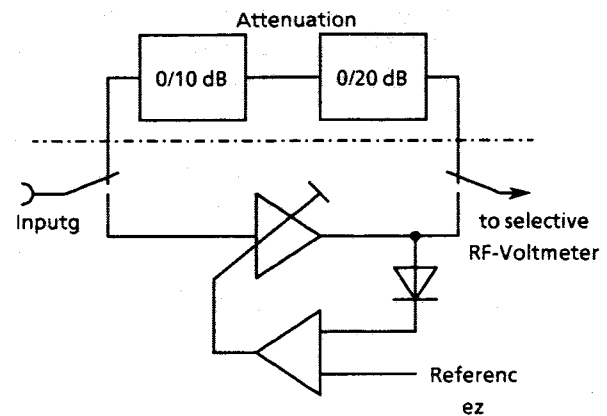 Attenuation
0/10 dB
0/20 dB
Inputg
to selective
RF-Voltmeter
Referenc
ez